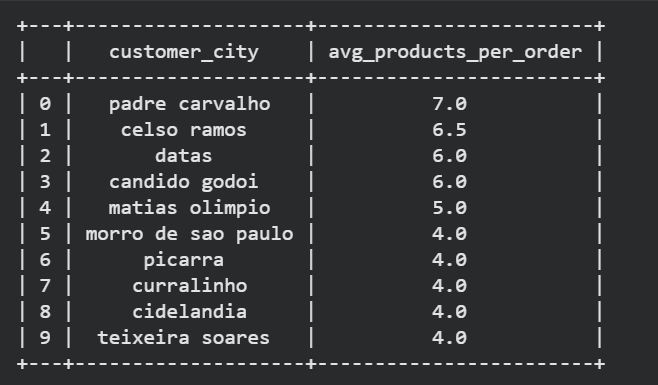 +---+--------------------+------------------------+
|   |   customer_city    | avg_products_per_order |
+---+--------------------+------------------------+
| 0 |   padre carvalho   |          7.0           |
| 1 |    celso ramos     |          6.5           |
| 2 |       datas        |          6.0           |
| 3 |   candido godoi    |          6.0           |
| 4 |   matias olimpio   |          5.0           |
| 5 | morro de sao paulo |          4.0           |
| 6 |      picarra       |          4.0           |
| 7 |     curralinho     |          4.0           |
| 8 |     cidelandia     |          4.0           |
| 9 |  teixeira soares   |          4.0           |
+---+--------------------+------------------------+